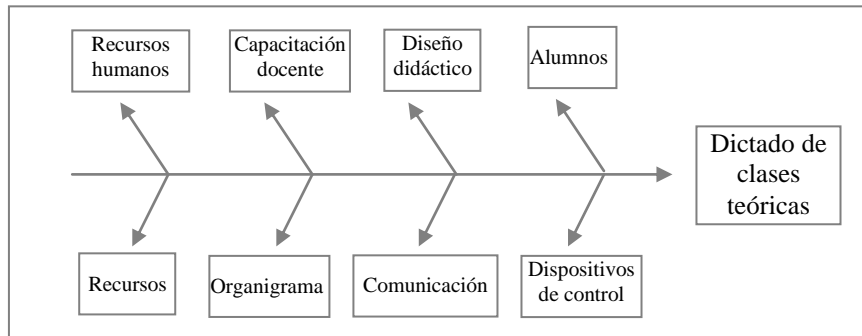 Recursos
humanos
Capacitación
docente
Diseño
didáctico
Alumnos
Dictado de
clases
teóricas
Recursos
Organigrama
Comunicación
Dispositivos
de control